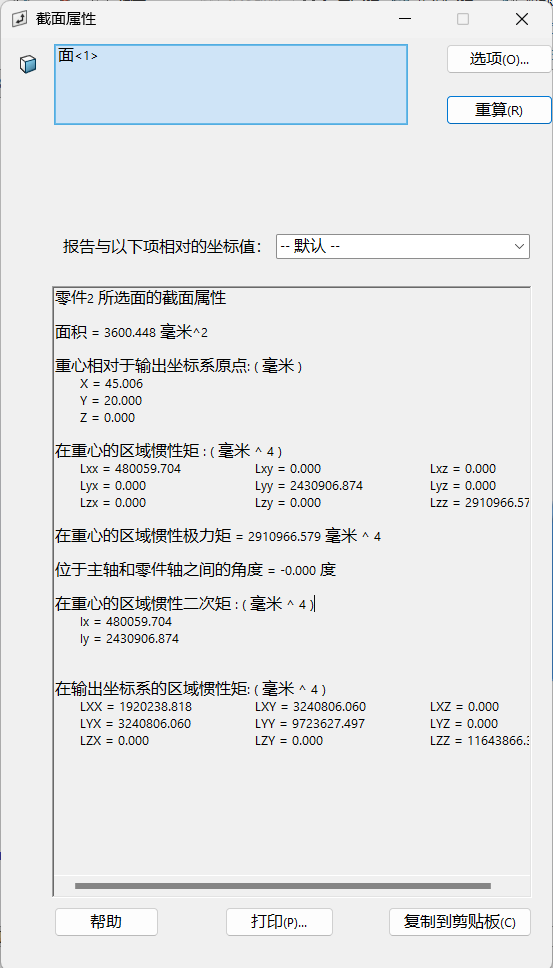 截面属性
面<1>
选项(O)...
重算(R)
报告与以下项相对的坐标值：
-- 默认 --
零件2 所选面的截面属性
面积 = 3600.448 毫米^2
重心相对于输出坐标系原点: ( 毫米 )
X = 45.006
Y = 20.000
Z = 0.000
在重心的区域惯性矩 : ( 毫米 ^ 4 )
Lxx = 480059.704 Lxy = 0.000 Lxz = 0.000
Lyx = 0.000 Lyy = 2430906.874 Lyz = 0.000
Lzx = 0.000 Lzy = 0.000 Lzz = 2910966.57
在重心的区域惯性极力矩 = 2910966.579 毫米 ^ 4
位于主轴和零件轴之间的角度 = -0.000 度
在重心的区域惯性二次矩 : ( 毫米 ^ 4 )
Ix = 480059.704
Iy = 2430906.874
在输出坐标系的区域惯性矩: ( 毫米 ^ 4 )
LXX = 1920238.818 LXY = 3240806.060 LXZ = 0.000
LYX = 3240806.060 LYY = 9723627.497 LYZ = 0.000
LZX = 0.000 LZY = 0.000 LZZ = 11643866.3
帮助
打印(P)...
复制到剪贴板(C)